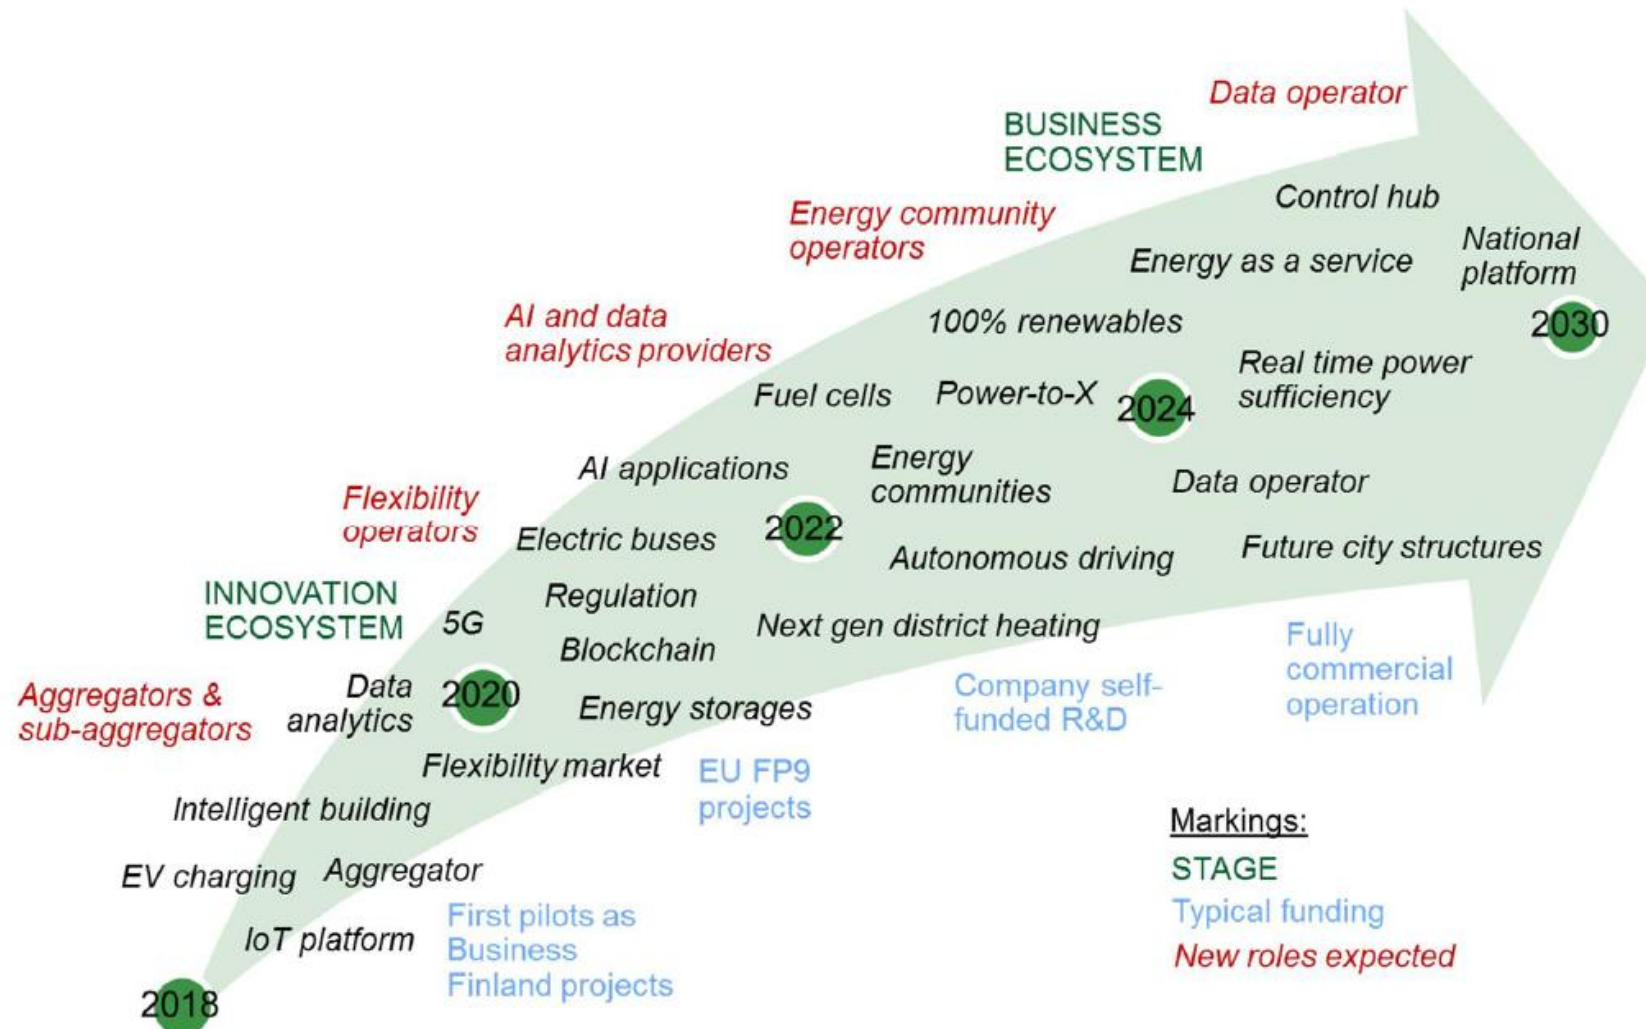 Data operator
BUSINESS
ECOSYSTEM
Control hub
Energy community
operators
National
platform
Energy as a service
2030
AI and data
analytics providers
100% renewables
Real time power
sufficiency
Fuel cells
Power-to-X
2024
AI applications
Energy
communities
Data operator
Flexibility
operators
Electric buses
2022
Autonomous driving
Future city structures
INNOVATION
ECOSYSTEM
5G
Regulation
Blockchain
Next gen district heating
Fully
commercial
operation
Aggregators &
sub-aggregators
Data
analytics
2020
Energy storages
Company self-
funded R&D
Flexibility market
EU FP9
projects
Intelligent building
EV charging
Aggregator
IoT platform
First pilots as
Business
Finland projects
2018
Markings:
STAGE
Typical funding
New roles expected